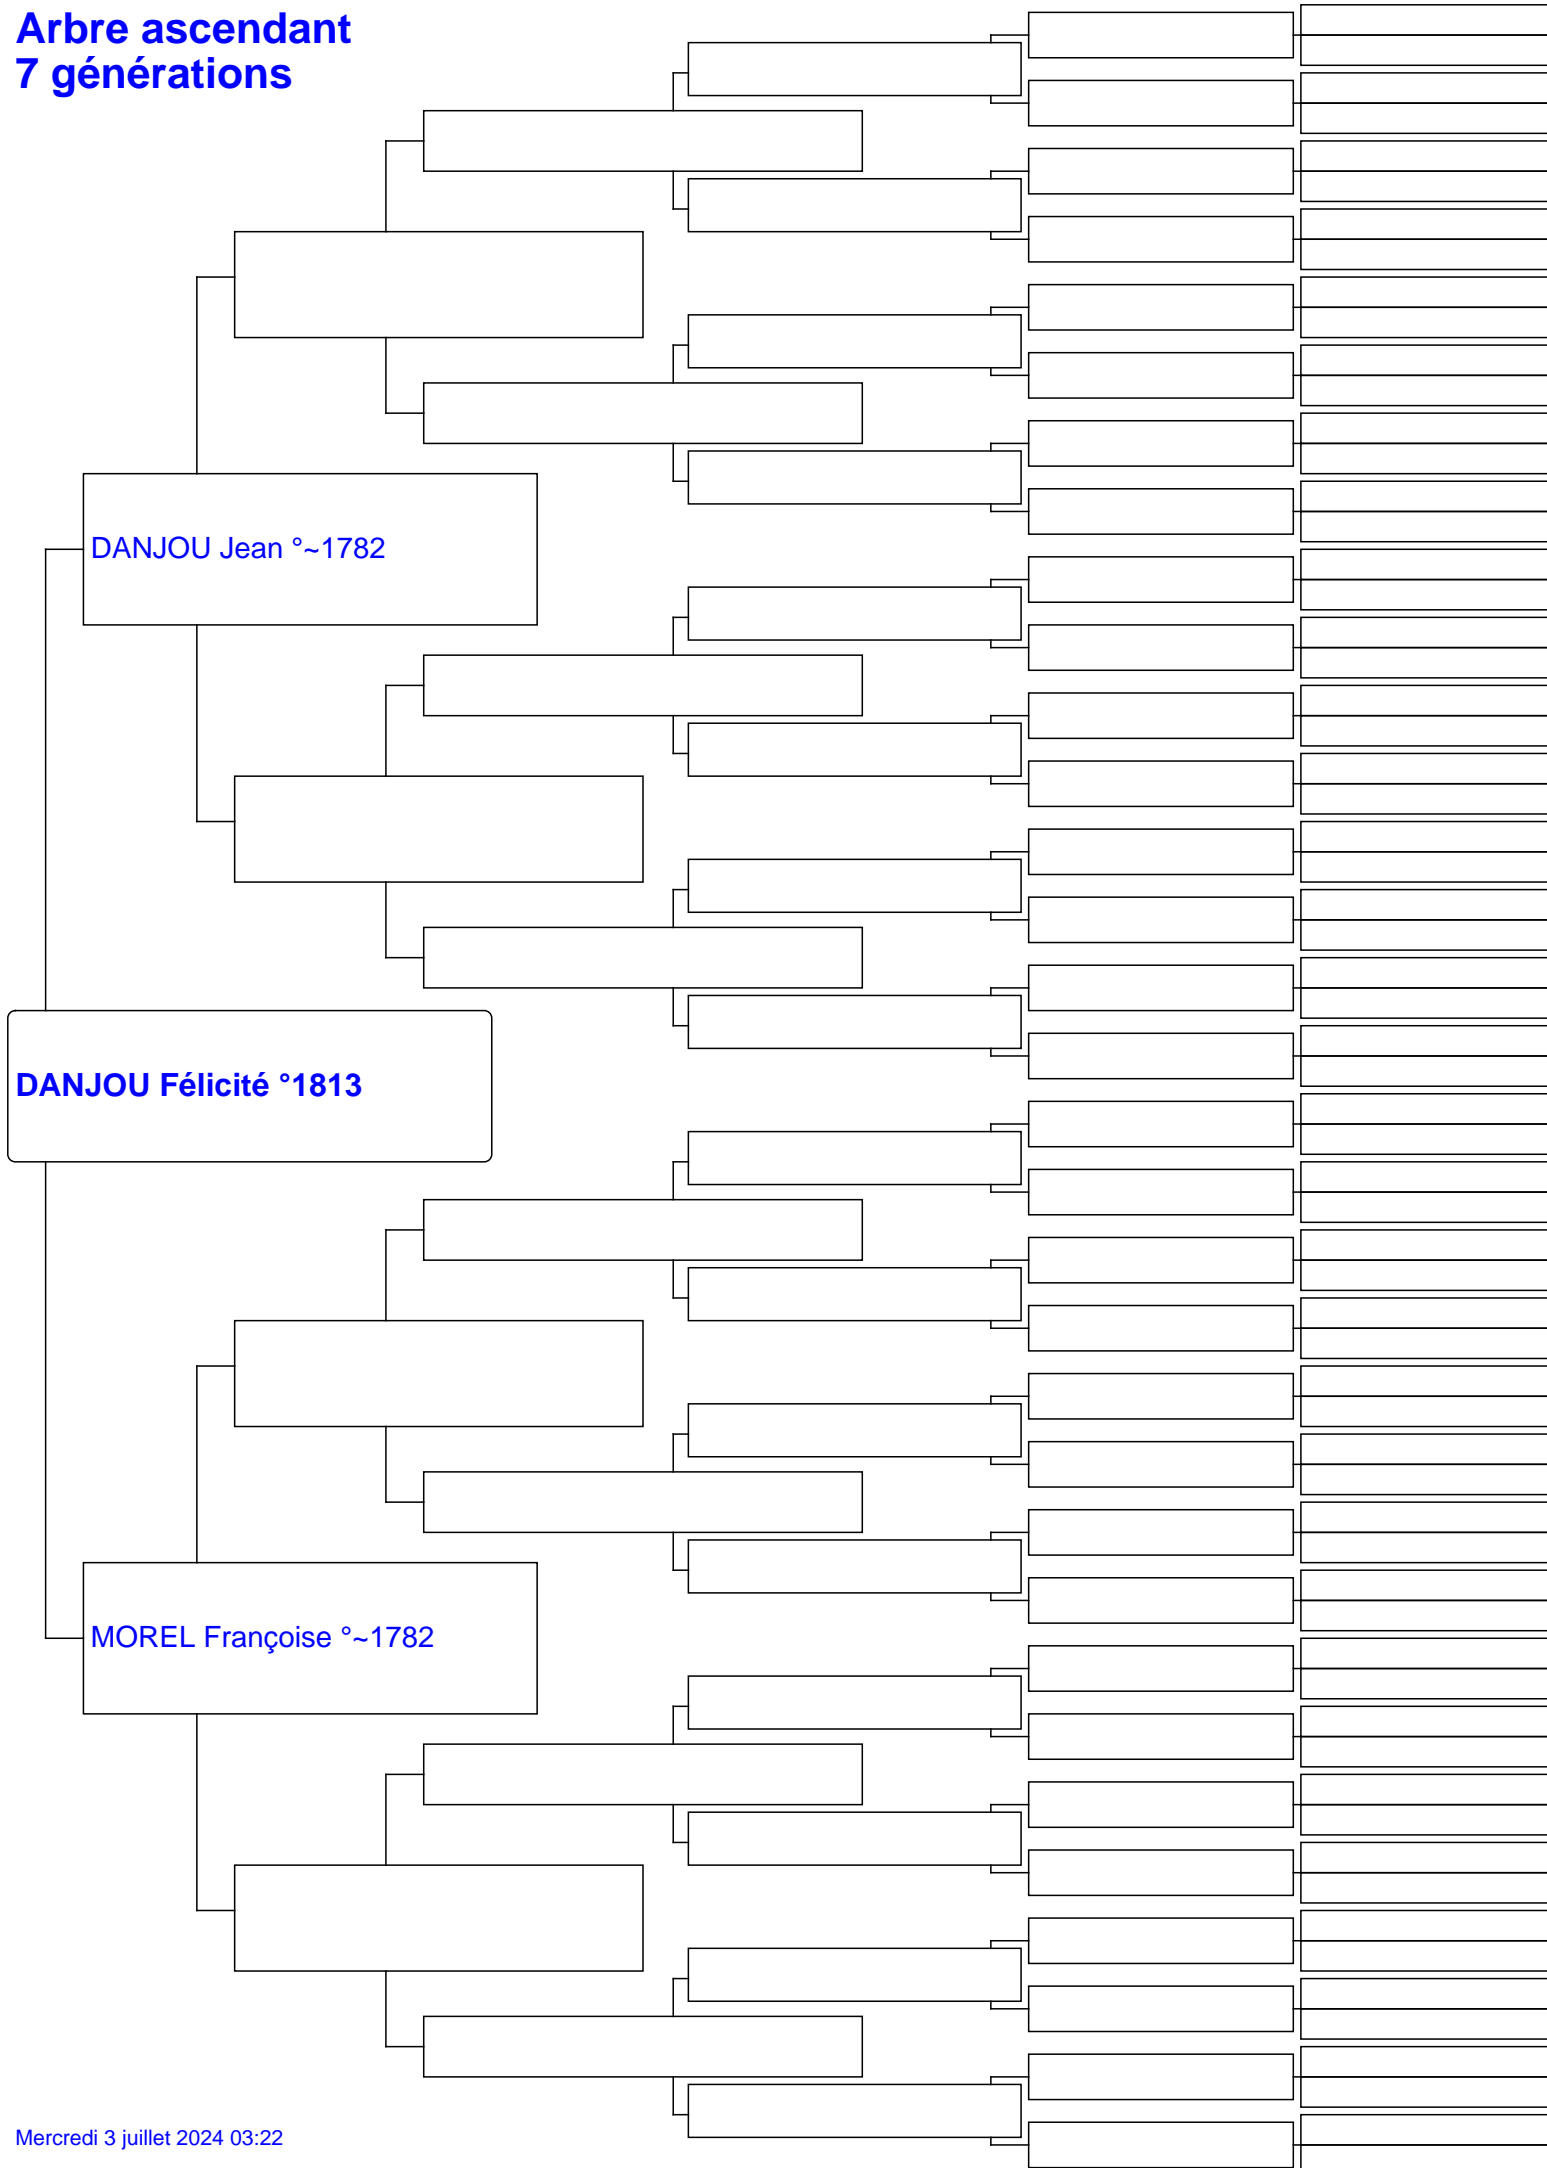 Arbre ascendant
7 générations
DANJOU Jean °~1782
DANJOU Félicité °1813
MOREL Françoise °~1782
Mercredi 3 juillet 2024 03:22